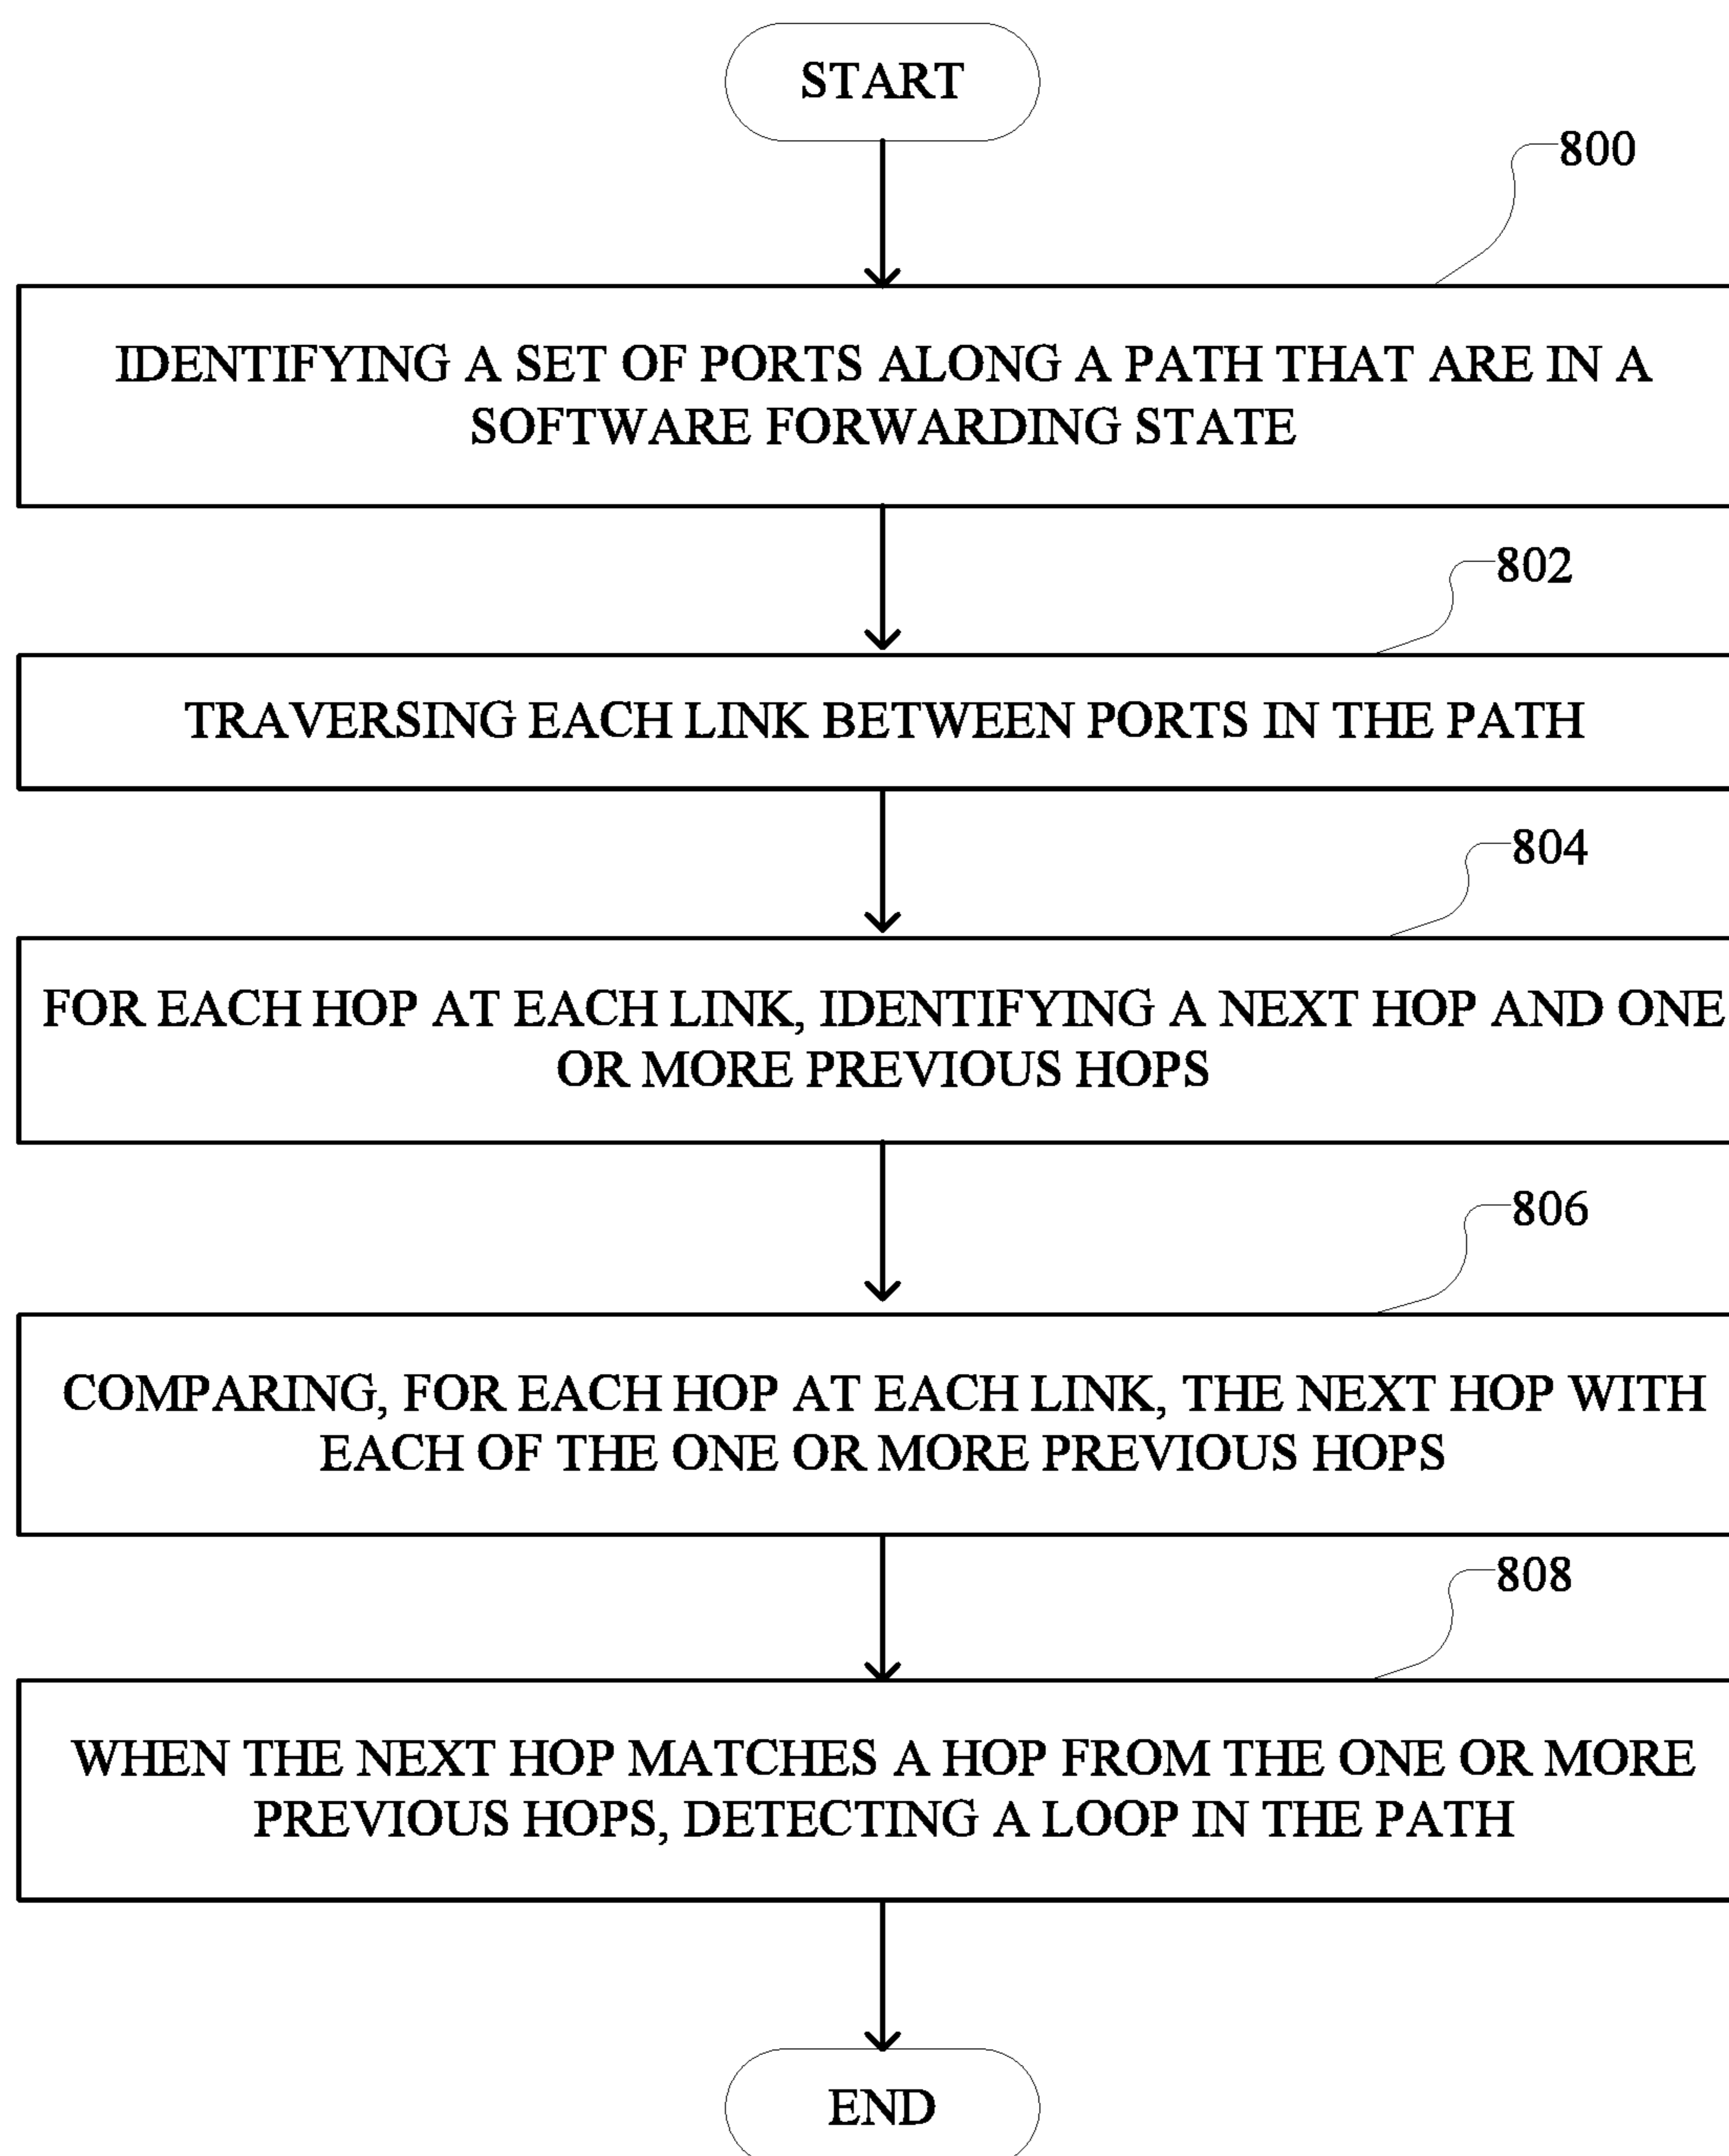 START
800
IDENTIFYING A SET OF PORTS ALONG A PATH THAT ARE IN A
SOFTWARE FORWARDING STATE
802
TRAVERSING EACH LINK BETWEEN PORTS IN THE PATH
804
FOR EACH HOP AT EACH LINK, IDENTIFYING A NEXT HOP AND ONE
OR MORE PREVIOUS HOPS
806
COMPARING, FOR EACH HOP AT EACH LINK, THE NEXT HOP WITH
EACH OF THE ONE OR MORE PREVIOUS HOPS
808
WHEN THE NEXT HOP MATCHES A HOP FROM THE ONE OR MORE
PREVIOUS HOPS, DETECTING A LOOP IN THE PATH
END